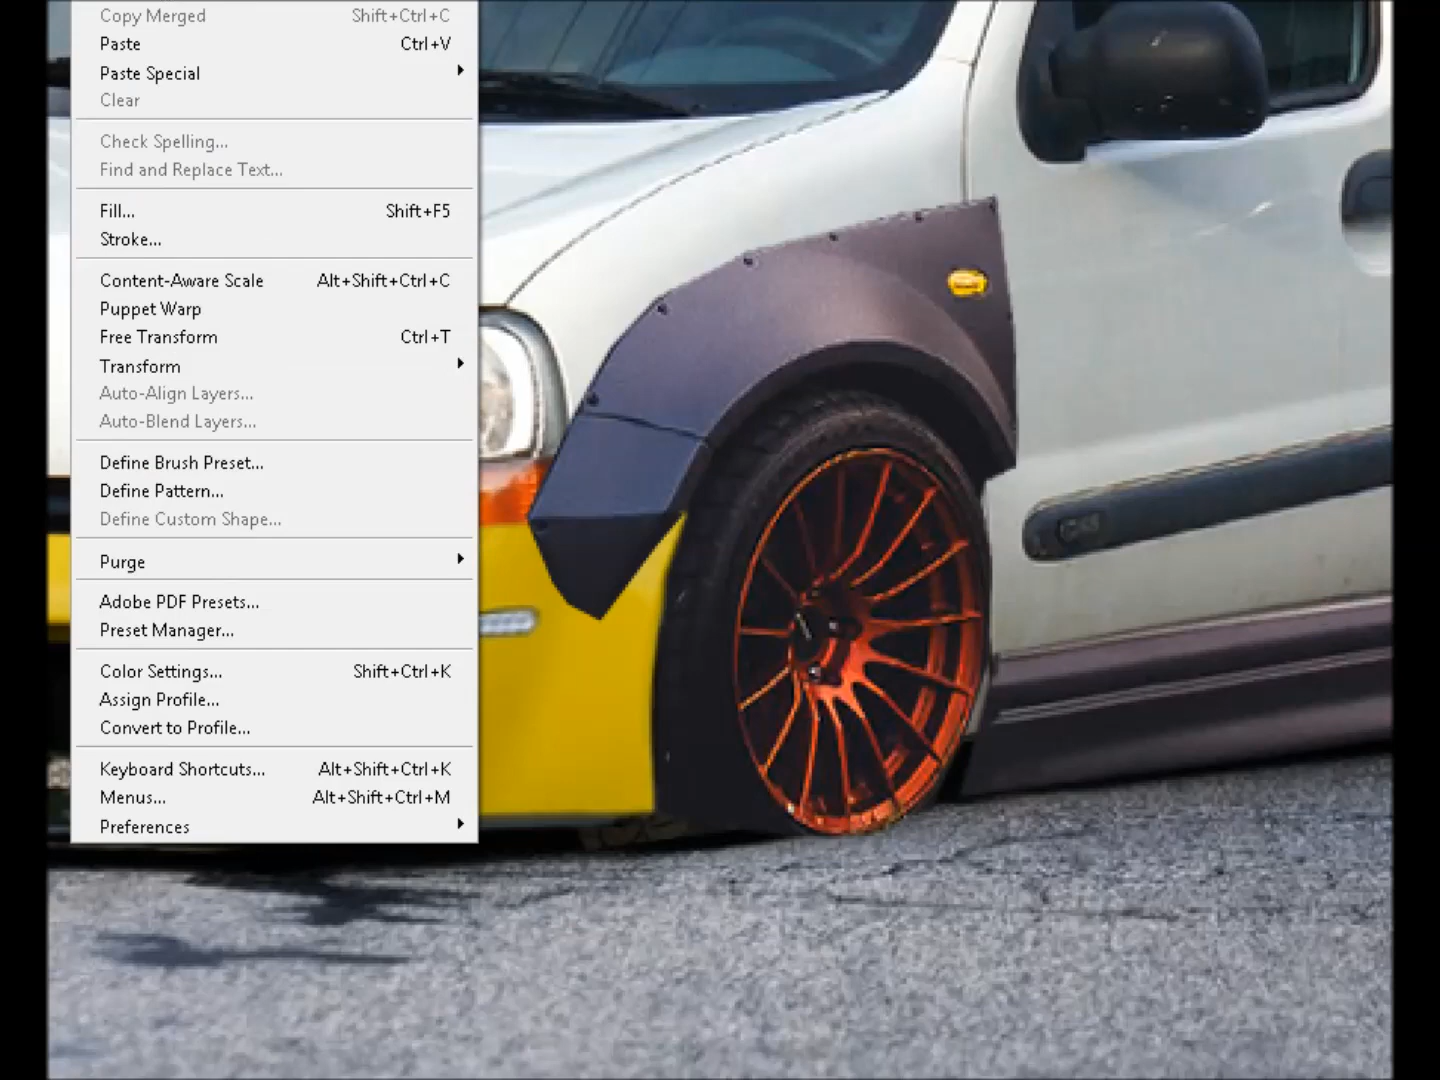 Copy Merged Shift+Ctrl+C
Paste Ctrl+V
Paste Special
Clear
Check Spelling...
Find and Replace Text...
Fill... Shift+F5
Stroke...
Content-Aware Scale Alt+Shift+Ctrl+C
Puppet Warp
Free Transform Ctrl+T
Transform
Auto-Align Layers...
Auto-Blend Layers...
Define Brush Preset...
Define Pattern...
Define Custom Shape...
Purge
Adobe PDF Presets...
Preset Manager...
Color Settings... Shift+Ctrl+K
Assign Profile...
Convert to Profile...
Keyboard Shortcuts... Alt+Shift+Ctrl+K
Menus... Alt+Shift+Ctrl+M
Preferences